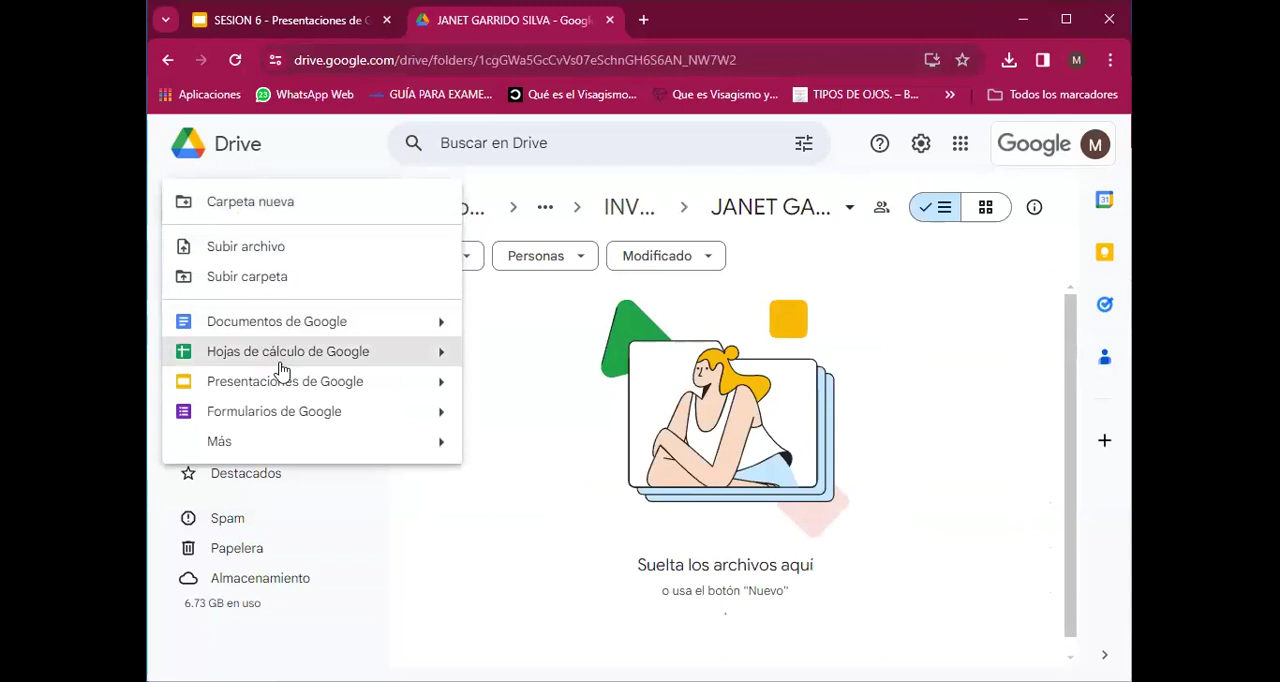 SESION 6 - Presentaciones de G
JANET GARRIDO SILVA - Google
drive.google.com/drive/folders/1cgGWa5GcCvVs07eSchnGH6S6AN_NW7W2
M
Aplicaciones
WhatsApp Web
GUÍA PARA EXAME...
Qué es el Visagismo...
Que es Visagismo y...
TIPOS DE OJOS. – B...
»
Todos los marcadores
Drive
Buscar en Drive
Google
M
Carpeta nueva
Subir archivo
Subir carpeta
Documentos de Google
Hojas de cálculo de Google
Presentaciones de Google
Formularios de Google
Más
Destacados
Spam
Papelera
Almacenamiento
6.73 GB en uso
INV...
JANET GA...
Personas
Modificado
31
Suelta los archivos aquí
o usa el botón "Nuevo"